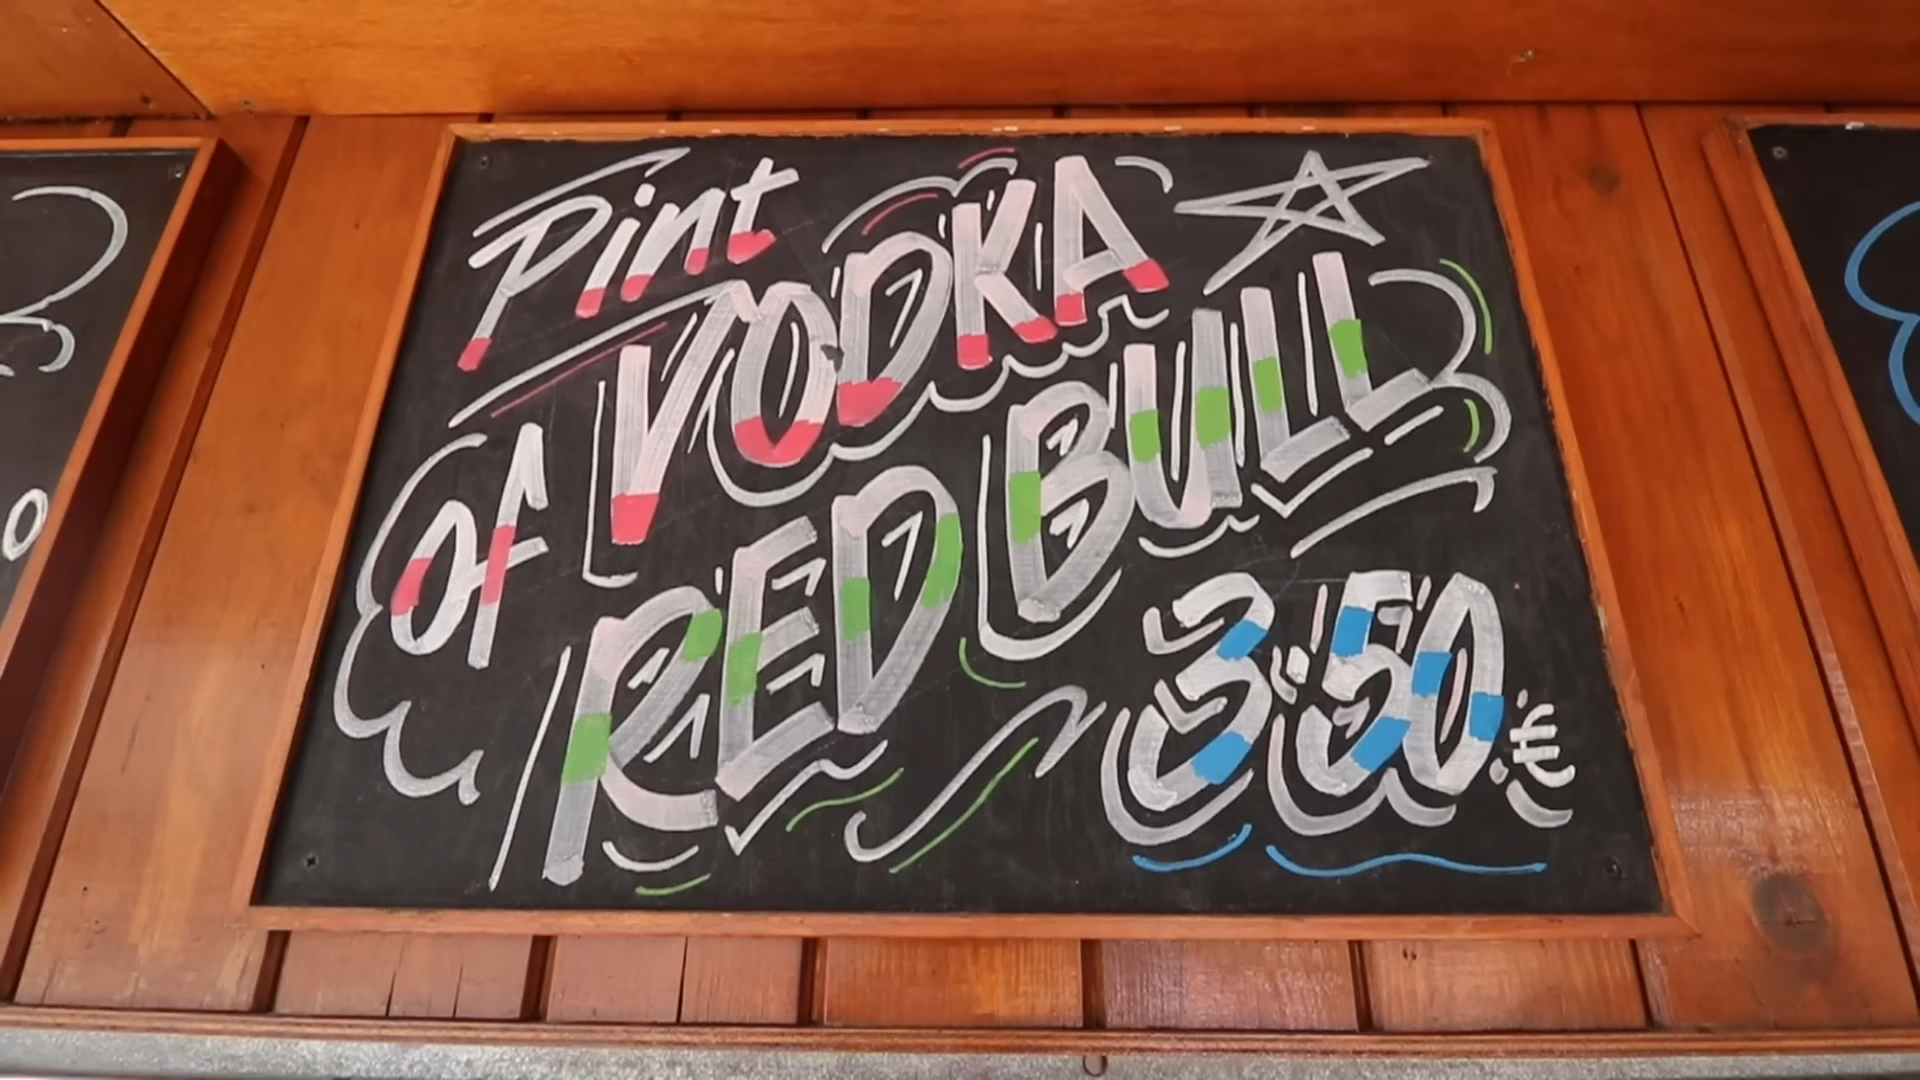 Pint
of VODKA
RED BULL
3.50€
o